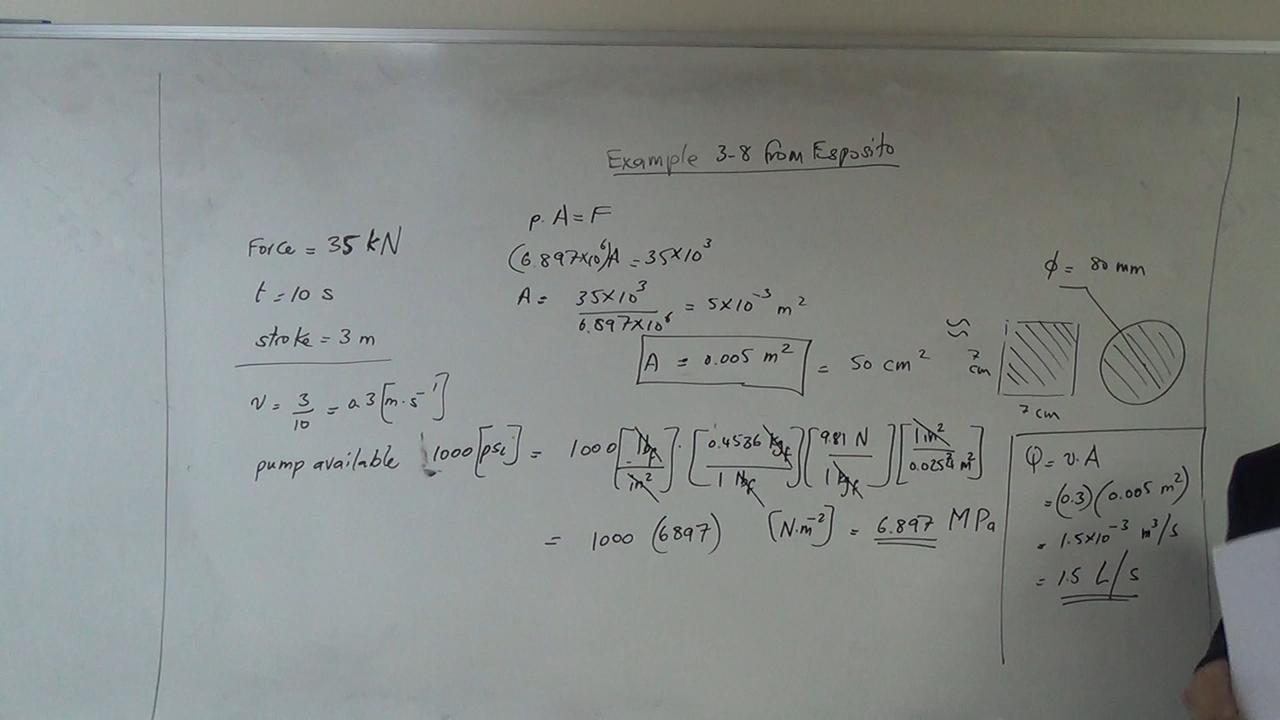 Example 3-8 from Esposito
Force = 35 kN
t = 10 s
stroke = 3 m
v = 3/10 = 0.3 [m·s⁻¹]
p. A = F
(6.897×10⁶)A = 35×10³
A = 35×10³ / 6.897×10⁶ = 5×10⁻³ m²
A = 0.005 m² = 50 cm² ≈ 7 cm 7 cm
ϕ = 80 mm
pump available 1000 [psi] = 1000 [lbf / in²] · [0.4536 kgf / 1 lbf] [9.81 N / 1 kgf] [1 in² / 0.0254² m²]
= 1000 (6897) [N·m⁻²] = 6.897 MPa
Q = v. A
= (0.3)(0.005 m²)
= 1.5×10⁻³ m³/s
= 1.5 L/s